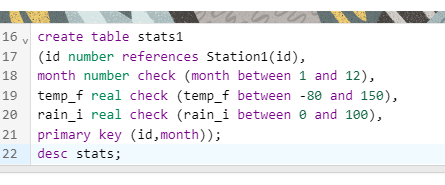 16 create table stats1
17 (id number references Station1(id),
18 month number check (month between 1 and 12),
19 temp_f real check (temp_f between -80 and 150),
20 rain_i real check (rain_i between 0 and 100),
21 primary key (id,month));
22 desc stats;